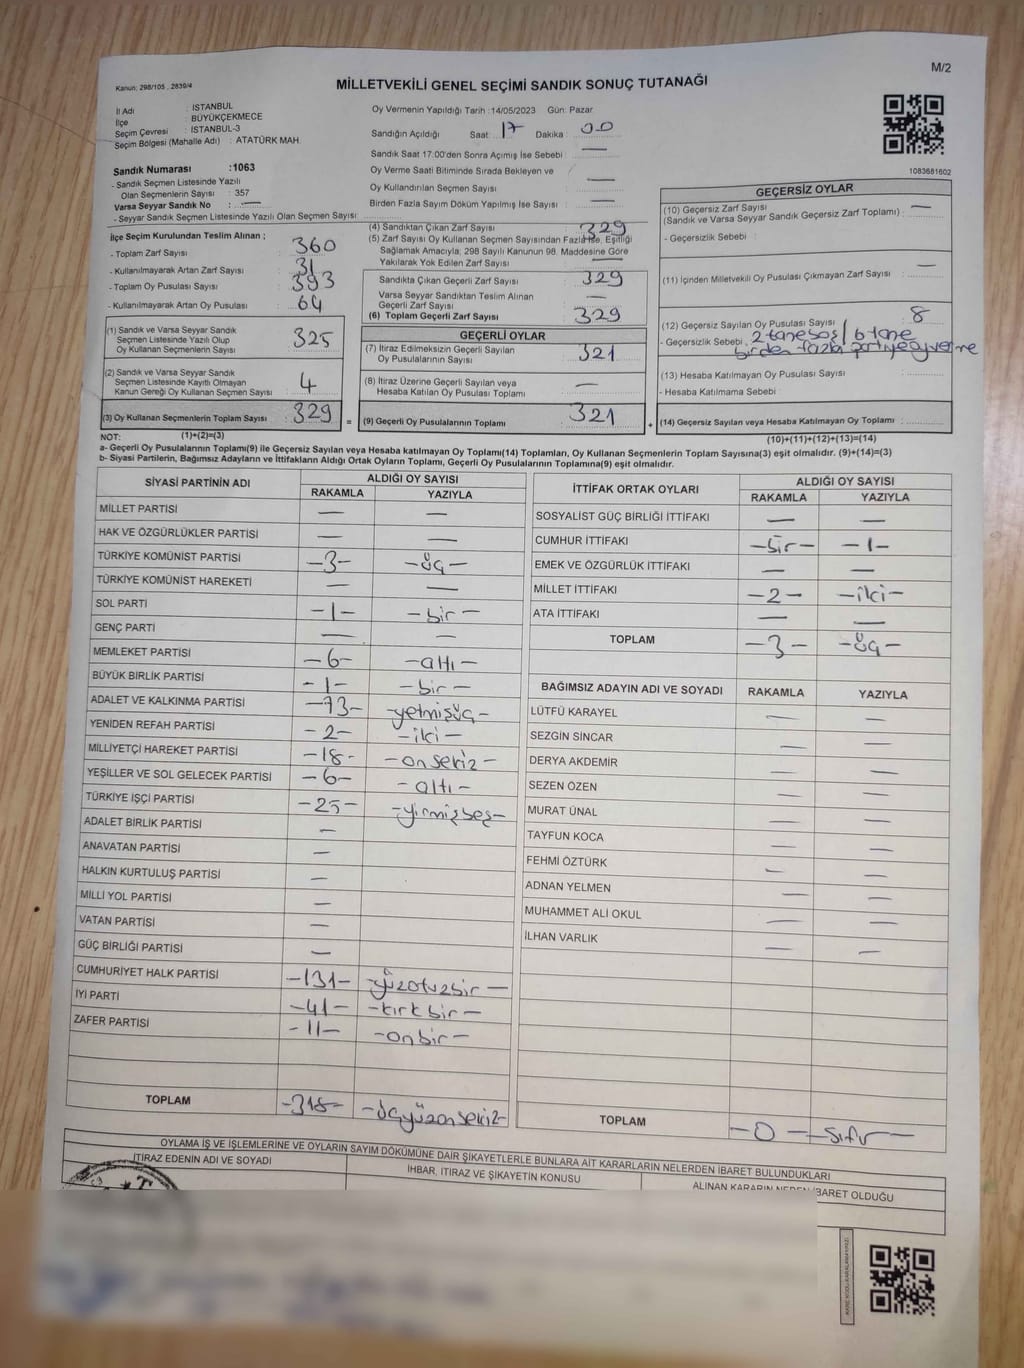 M/2
Kanun: 298/105 , 2839/4
MİLLETVEKİLİ GENEL SEÇİMİ SANDIK SONUÇ TUTANAĞI
İl Adı : İSTANBUL
İlçe : BÜYÜKÇEKMECE
Seçim Çevresi : İSTANBUL-3
Seçim Bölgesi (Mahalle Adı) : ATATÜRK MAH.
Oy Vermenin Yapıldığı Tarih :14/05/2023 Gün: Pazar
Sandığın Açıldığı Saat: 17 Dakika : 00
Sandık Saat 17:00'den Sonra Açımış İse Sebebi : —
Oy Verme Saati Bitiminde Sırada Bekleyen ve
Oy Kullandırılan Seçmen Sayısı : —
Birden Fazla Sayım Döküm Yapılmış İse Sayısı : —
1083681602
Sandık Numarası :1063
- Sandık Seçmen Listesinde Yazılı
Olan Seçmenlerin Sayısı : 357
Varsa Seyyar Sandık No : —
- Seyyar Sandık Seçmen Listesinde Yazılı Olan Seçmen Sayısı
İlçe Seçim Kurulundan Teslim Alınan ;
- Toplam Zarf Sayısı : 360
- Kullanılmayarak Artan Zarf Sayısı : 31
- Toplam Oy Pusulası Sayısı : 393
- Kullanılmayarak Artan Oy Pusulası : 64
(1) Sandık ve Varsa Seyyar Sandık
Seçmen Listesinde Yazılı Olup
Oy Kullanan Seçmenlerin Sayısı : 325
(2) Sandık ve Varsa Seyyar Sandık
Seçmen Listesinde Kayıtlı Olmayan
Kanun Gereği Oy Kullanan Seçmen Sayısı : 4
(3) Oy Kullanan Seçmenlerin Toplam Sayısı : 329
(1)+(2)=(3)
(4) Sandıktan Çıkan Zarf Sayısı : 329
(5) Zarf Sayısı Oy Kullanan Seçmen Sayısından Fazla İse, Eşitliği
Sağlamak Amacıyla, 298 Sayılı Kanunun 98. Maddesine Göre
Yakılarak Yok Edilen Zarf Sayısı : —
Sandıkta Çıkan Geçerli Zarf Sayısı : 329
Varsa Seyyar Sandıktan Teslim Alınan
Geçerli Zarf Sayısı : —
(6) Toplam Geçerli Zarf Sayısı : 329
GEÇERLİ OYLAR
(7) İtiraz Edilmeksizin Geçerli Sayılan
Oy Pusulalarının Sayısı : 321
(8) İtiraz Üzerine Geçerli Sayılan veya
Hesaba Katılan Oy Pusulası Toplamı : —
= (9) Geçerli Oy Pusulalarının Toplamı : 321
GEÇERSİZ OYLAR
(10) Geçersiz Zarf Sayısı
(Sandık ve Varsa Seyyar Sandık Geçersiz Zarf Toplamı) : —
- Geçersizlik Sebebi :
(11) İçinden Milletvekili Oy Pusulası Çıkmayan Zarf Sayısı : —
(12) Geçersiz Sayılan Oy Pusulası Sayısı : 8
- Geçersizlik Sebebi : 2 tane boş / 6 tane
birden fazla partiye oy verme
(13) Hesaba Katılmayan Oy Pusulası Sayısı :
- Hesaba Katılmama Sebebi
+ (14) Geçersiz Sayılan veya Hesaba Katılmayan Oy Toplamı :
(10)+(11)+(12)+(13)=(14)
NOT:
a- Geçerli Oy Pusulalarının Toplamı(9) ile Geçersiz Sayılan veya Hesaba katılmayan Oy Toplamı(14) Toplamları, Oy Kullanan Seçmenlerin Toplam Sayısına(3) eşit olmalıdır. (9)+(14)=(3)
b- Siyasi Partilerin, Bağımsız Adayların ve İttifakların Aldığı Ortak Oyların Toplamı, Geçerli Oy Pusulalarının Toplamına(9) eşit olmalıdır.
SİYASİ PARTİNİN ADI ALDIĞI OY SAYISI
RAKAMLA YAZIYLA
MİLLET PARTİSİ — —
HAK VE ÖZGÜRLÜKLER PARTİSİ — —
TÜRKİYE KOMÜNİST PARTİSİ -3- -üç-
TÜRKİYE KOMÜNİST HAREKETİ — —
SOL PARTİ -1- -bir-
GENÇ PARTİ — —
MEMLEKET PARTİSİ -6- -altı-
BÜYÜK BİRLİK PARTİSİ -1- -bir-
ADALET VE KALKINMA PARTİSİ -73- -yetmişüç-
YENİDEN REFAH PARTİSİ -2- -iki-
MİLLİYETÇİ HAREKET PARTİSİ -18- -onsekiz-
YEŞİLLER VE SOL GELECEK PARTİSİ -6- -altı-
TÜRKİYE İŞÇİ PARTİSİ -25- -yirmişbeş-
ADALET BİRLİK PARTİSİ —
ANAVATAN PARTİSİ —
HALKIN KURTULUŞ PARTİSİ —
MİLLİ YOL PARTİSİ —
VATAN PARTİSİ —
GÜÇ BİRLİĞİ PARTİSİ —
CUMHURİYET HALK PARTİSİ -131- -yüzotuzbir-
İYİ PARTİ -41- -kırkbir-
ZAFER PARTİSİ -11- -onbir-
TOPLAM -318- -üçyüzonsekiz-
İTTİFAK ORTAK OYLARI ALDIĞI OY SAYISI
RAKAMLA YAZIYLA
SOSYALİST GÜÇ BİRLİĞİ İTTİFAKI — —
CUMHUR İTTİFAKI -bir- -1-
EMEK VE ÖZGÜRLÜK İTTİFAKI — —
MİLLET İTTİFAKI -2- -iki-
ATA İTTİFAKI — —
TOPLAM -3- -üç-
BAĞIMSIZ ADAYIN ADI VE SOYADI RAKAMLA YAZIYLA
LÜTFÜ KARAYEL — —
SEZGİN SİNCAR — —
DERYA AKDEMİR — —
SEZEN ÖZEN — —
MURAT ÜNAL — —
TAYFUN KOCA — —
FEHMİ ÖZTÜRK — —
ADNAN YELMEN — —
MUHAMMET ALİ OKUL — —
İLHAN VARLIK — —
TOPLAM -0- -sıfır-
OYLAMA İŞ VE İŞLEMLERİNE VE OYLARIN SAYIM DÖKÜMÜNE DAİR ŞİKAYETLERLE BUNLARA AİT KARARLARIN NELERDEN İBARET BULUNDUKLARI
İTİRAZ EDENİN ADI VE SOYADI İHBAR, İTİRAZ VE ŞİKAYETİN KONUSU ALINAN KARARIN NEDEN İBARET OLDUĞU